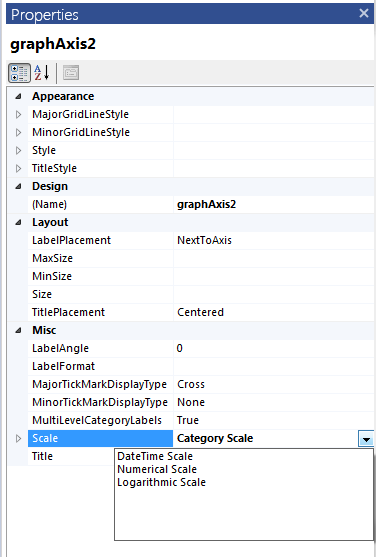 Properties
graphAxis2
Appearance
MajorGridLineStyle
MinorGridLineStyle
Style
TitleStyle
Design
(Name) graphAxis2
Layout
LabelPlacement NextToAxis
MaxSize
MinSize
Size
TitlePlacement Centered
Misc
LabelAngle 0
LabelFormat
MajorTickMarkDisplayType Cross
MinorTickMarkDisplayType None
MultiLevelCategoryLabels True
Scale Category Scale
Title DateTime Scale
Numerical Scale
Logarithmic Scale